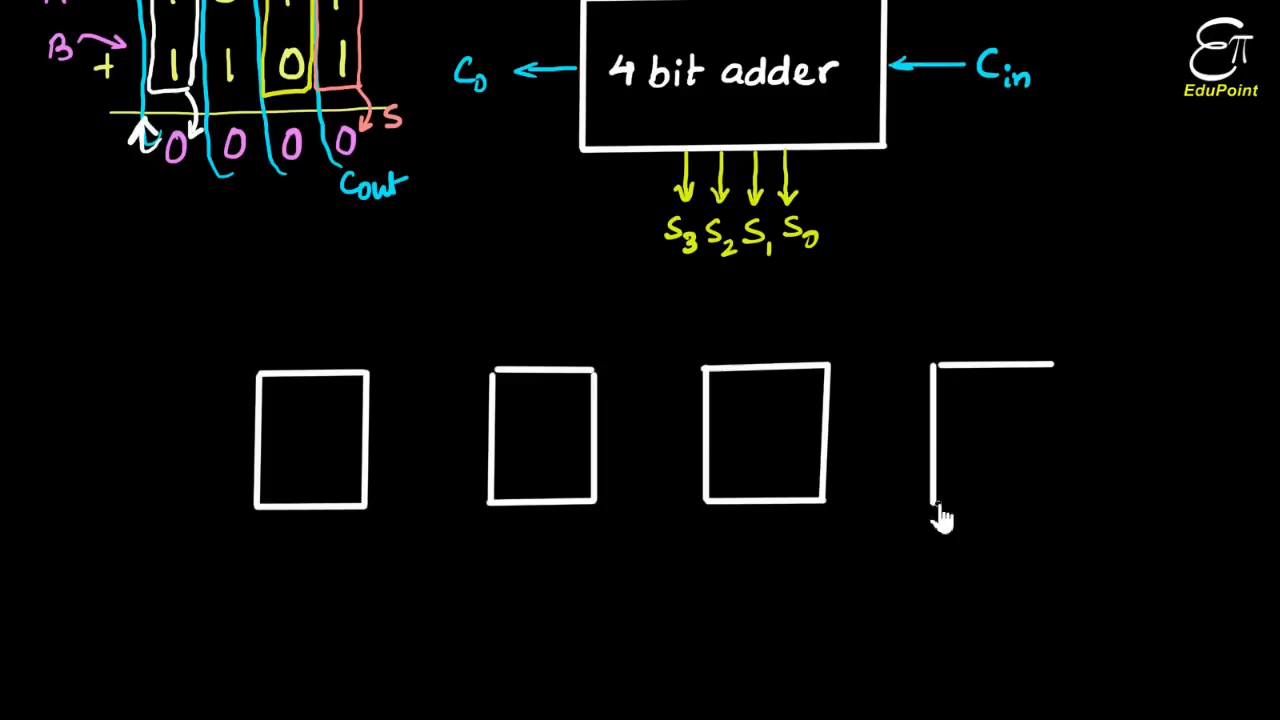 B
+ 1 1 0 1
0 0 0 0 S
Cout
C0 4 bit adder Cin
S3 S2 S1 S0
EΠ
EduPoint